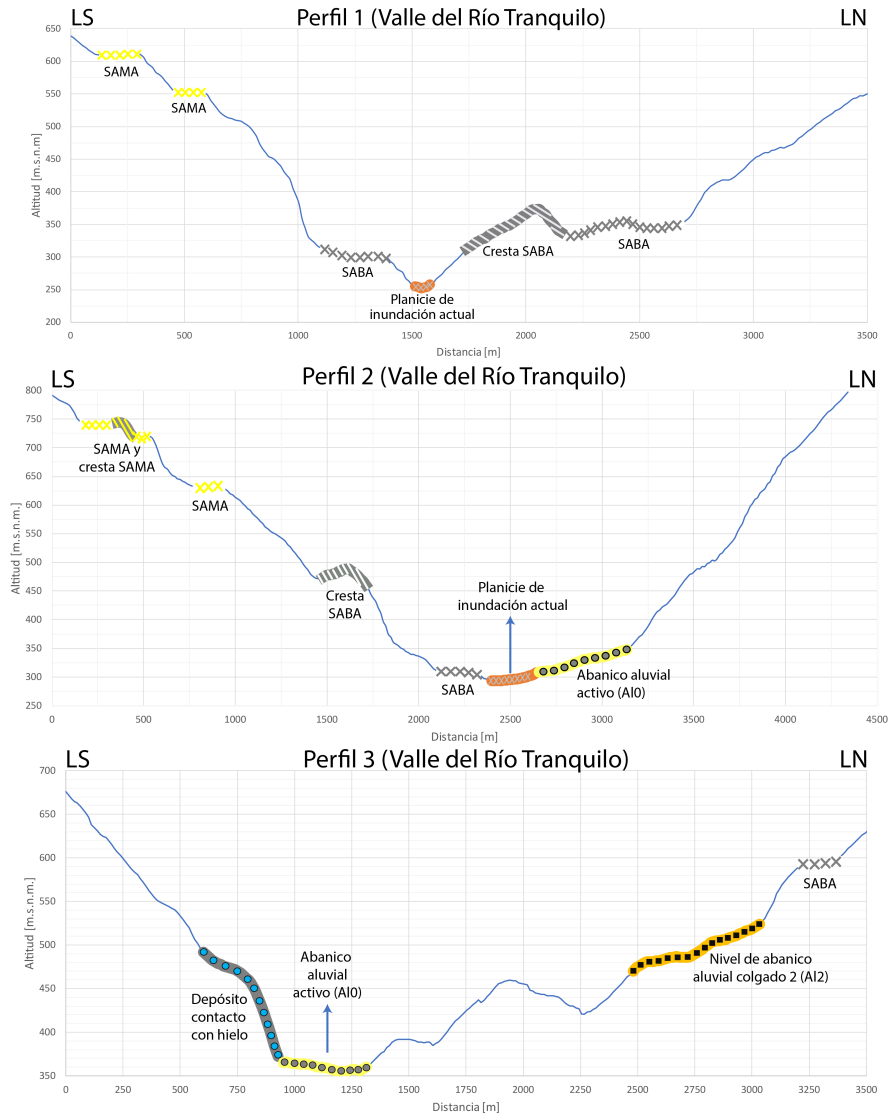 LS
Perfil 1 (Valle del Río Tranquilo)
LN
650
600
550
500
450
400
350
300
250
200
Altitud [m.s.n.m]
SAMA
SAMA
SABA
Cresta SABA
SABA
Planicie de
inundación actual
0
500
1000
1500
2000
2500
3000
3500
Distancia [m]
LS
Perfil 2 (Valle del Río Tranquilo)
LN
800
750
700
650
600
550
500
450
400
350
300
250
Altitud [m.s.n.m.]
SAMA y
cresta SAMA
SAMA
Cresta
SABA
SABA
Planicie de
inundación actual
Abanico aluvial
activo (Al0)
0
500
1000
1500
2000
2500
3000
3500
4000
4500
Distancia [m]
LS
Perfil 3 (Valle del Río Tranquilo)
LN
700
650
600
550
500
450
400
350
Altitud [m.s.n.m.]
Depósito
contacto
con hielo
Abanico
aluvial
activo (Al0)
Nivel de abanico
aluvial colgado 2 (Al2)
SABA
0
250
500
750
1000
1250
1500
1750
2000
2250
2500
2750
3000
3250
3500
Distancia [m]